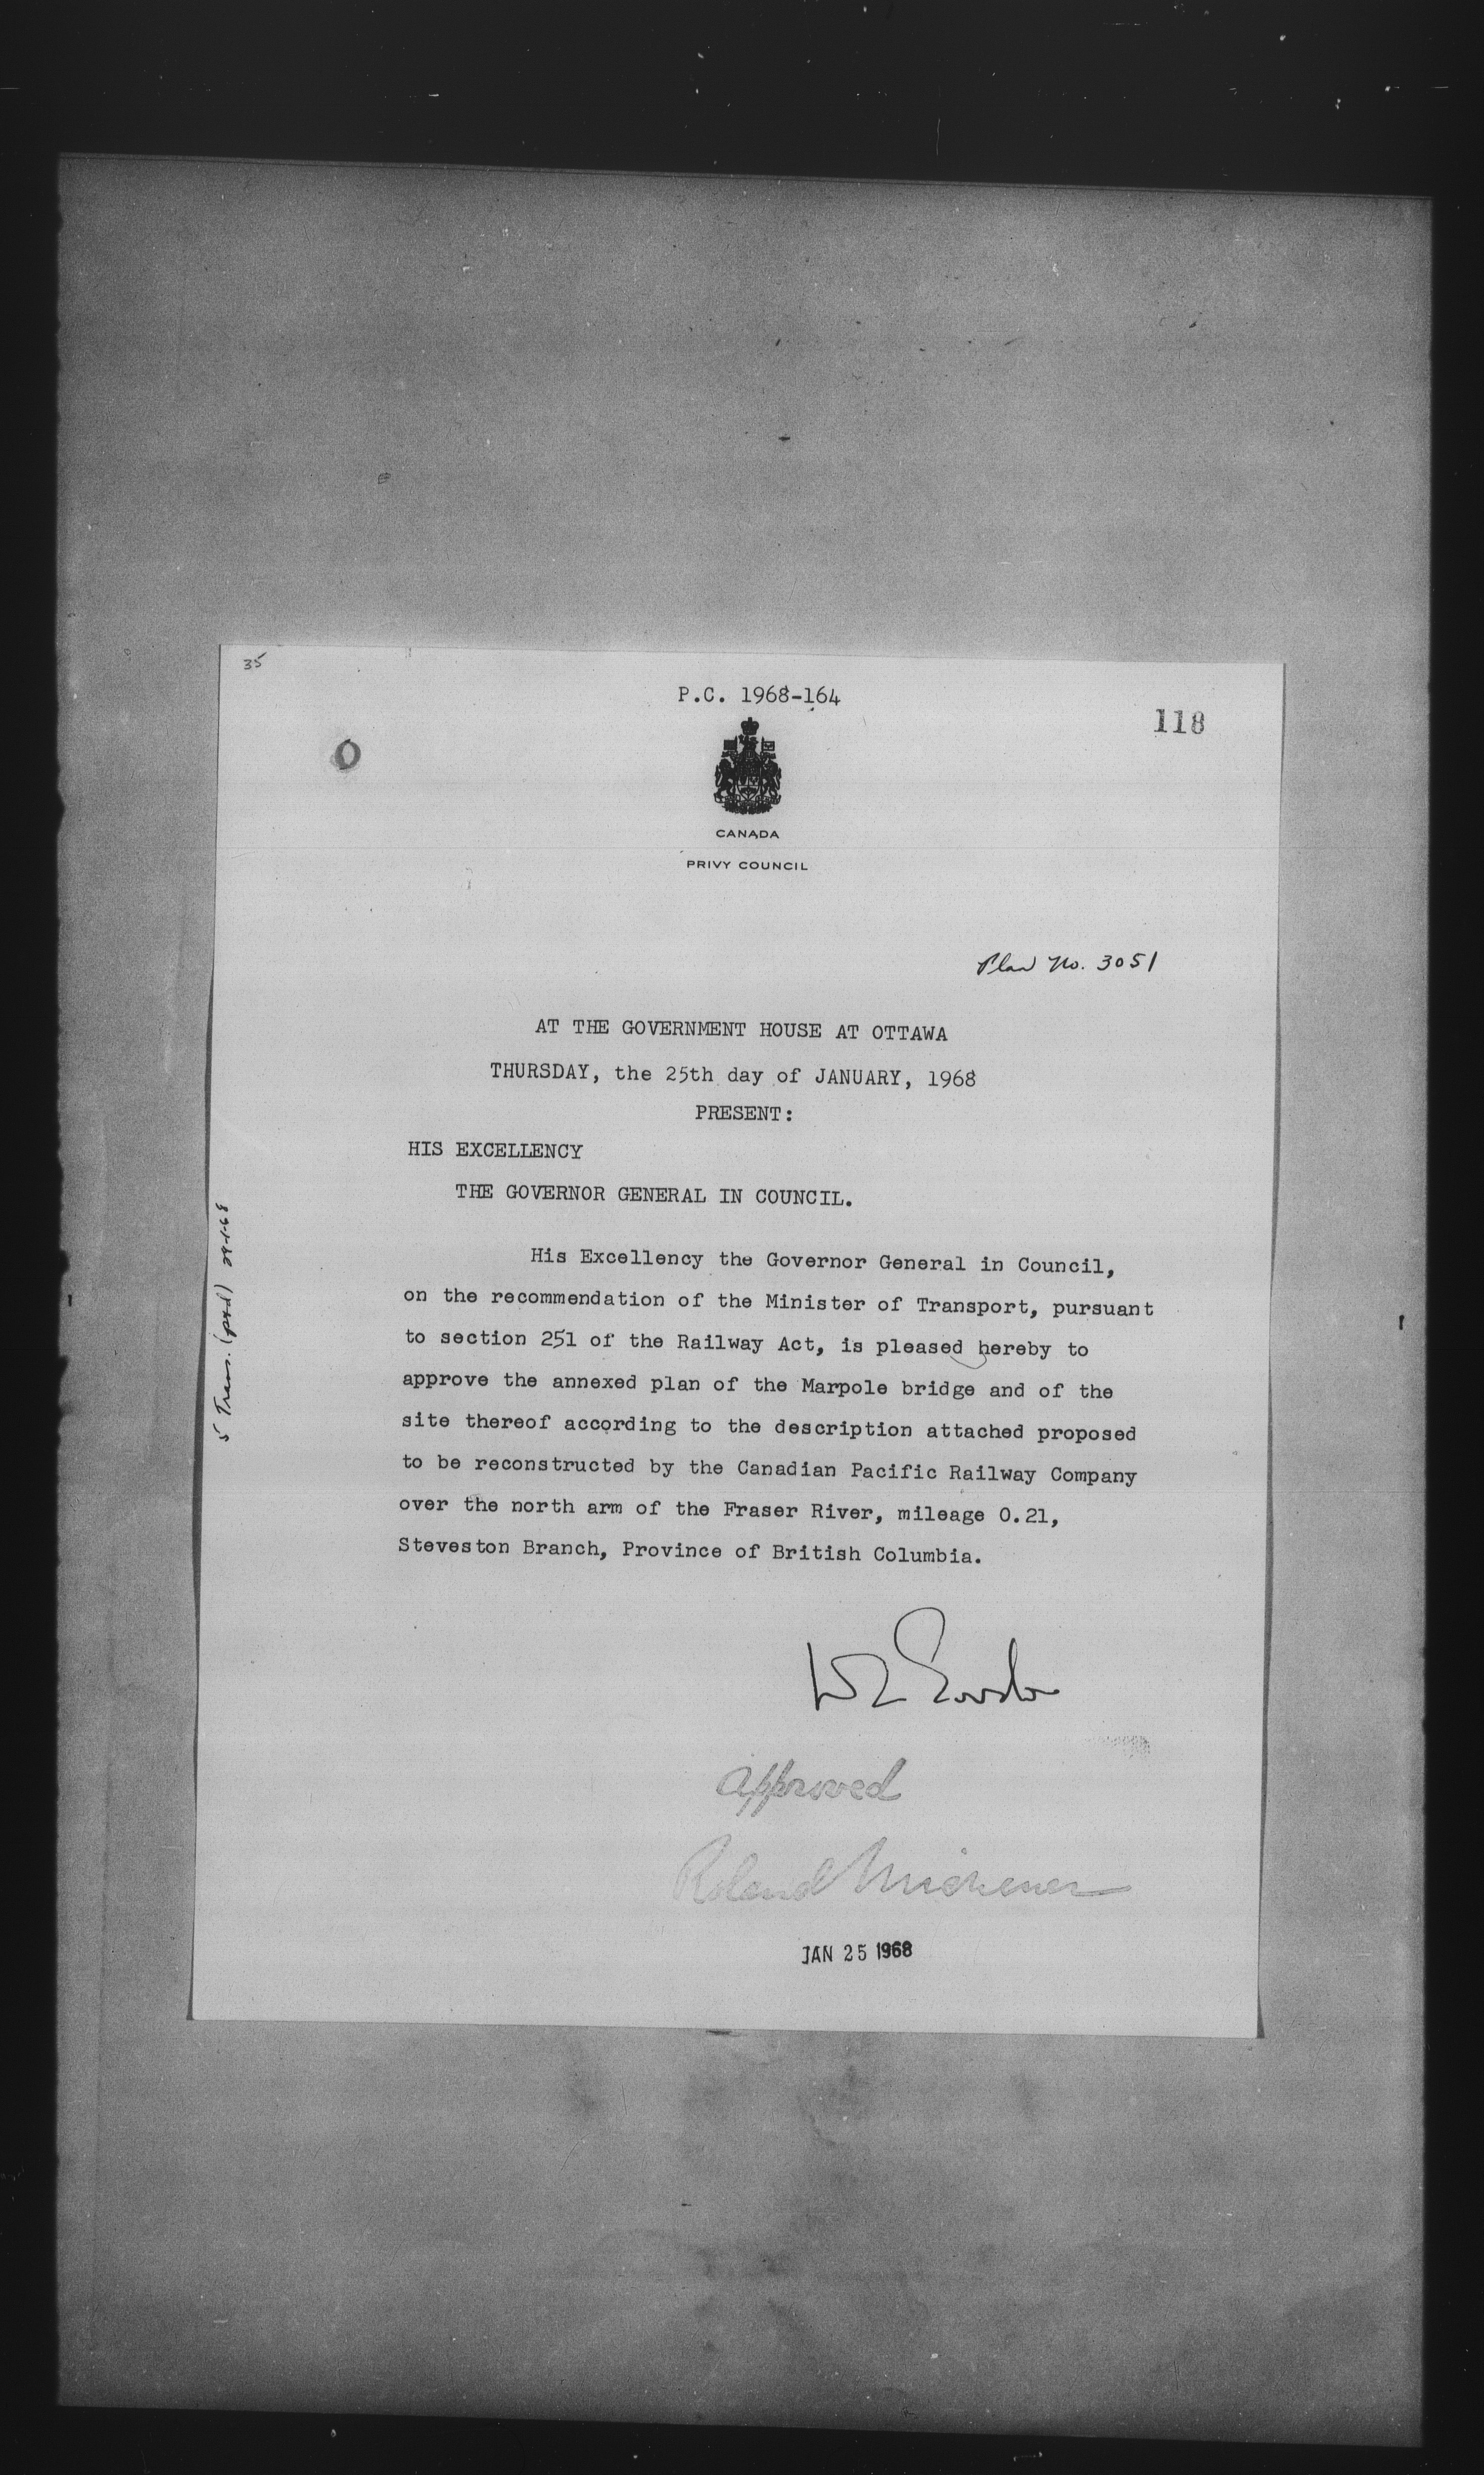 35
P.C. 1968-164
118
O
CANADA
PRIVY COUNCIL
Plan No. 3051
AT THE GOVERNMENT HOUSE AT OTTAWA
THURSDAY, the 25th day of JANUARY, 1968
PRESENT:
HIS EXCELLENCY
THE GOVERNOR GENERAL IN COUNCIL.
His Excellency the Governor General in Council,
on the recommendation of the Minister of Transport, pursuant
to section 251 of the Railway Act, is pleased hereby to
approve the annexed plan of the Marpole bridge and of the
site thereof according to the description attached proposed
to be reconstructed by the Canadian Pacific Railway Company
over the north arm of the Fraser River, mileage 0.21,
Steveston Branch, Province of British Columbia.
5 Trans. 29-1-68
Approved
Roland Michener
JAN 25 1968